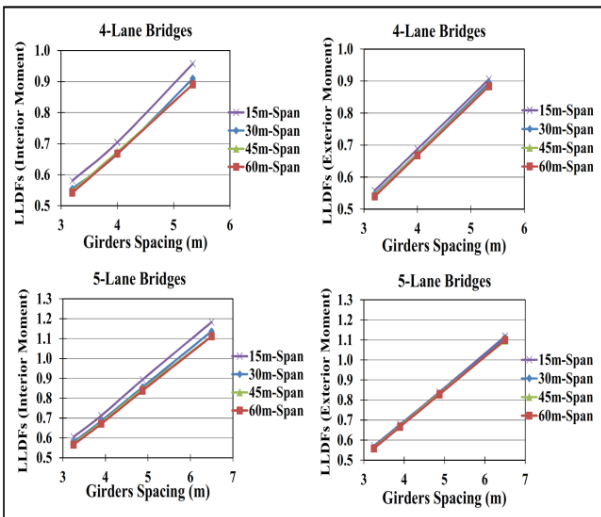 4-Lane Bridges
LLDFs (Interior Moment)
1.0
0.9
0.8
0.7
0.6
0.5
3 4 5 6
Girders Spacing (m)
15m-Span
30m-Span
45m-Span
60m-Span
4-Lane Bridges
LLDFs (Exterior Moment)
1.0
0.9
0.8
0.7
0.6
0.5
3 4 5 6
Girders Spacing (m)
15m-Span
30m-Span
45m-Span
60m-Span
5-Lane Bridges
LLDFs (Interior Moment)
1.3
1.2
1.1
1.0
0.9
0.8
0.7
0.6
0.5
3 4 5 6 7
Girders Spacing (m)
15m-Span
30m-Span
45m-Span
60m-Span
5-Lane Bridges
LLDFs (Exterior Moment)
1.3
1.2
1.1
1.0
0.9
0.8
0.7
0.6
0.5
3 4 5 6 7
Girders Spacing (m)
15m-Span
30m-Span
45m-Span
60m-Span